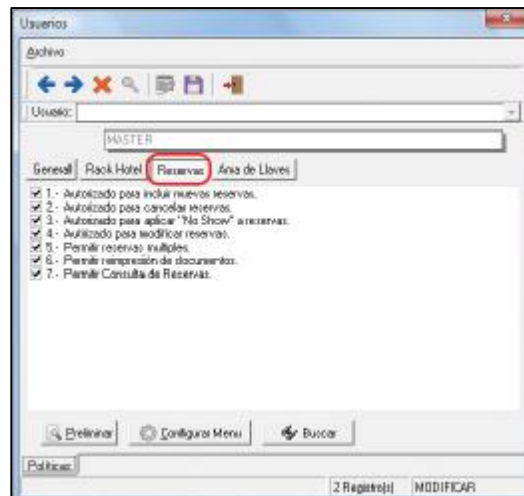 Usuarios
Archivo
Usuario:
MASTER
General Rack Hotel Reservas Ama de Llaves
1.- Autorizado para incluir nuevas reservas.
2.- Autorizado para cancelar reservas.
3.- Autorizado para aplicar "No Show" a reservas.
4.- Autorizado para modificar reservas.
5.- Permitir reservas multiples.
6.- Permitir reimpresión de documentos.
7.- Permitir Consulta de Reservas.
Preliminar Configurar Menu Buscar
Políticas
2 Registro(s) MODIFICAR